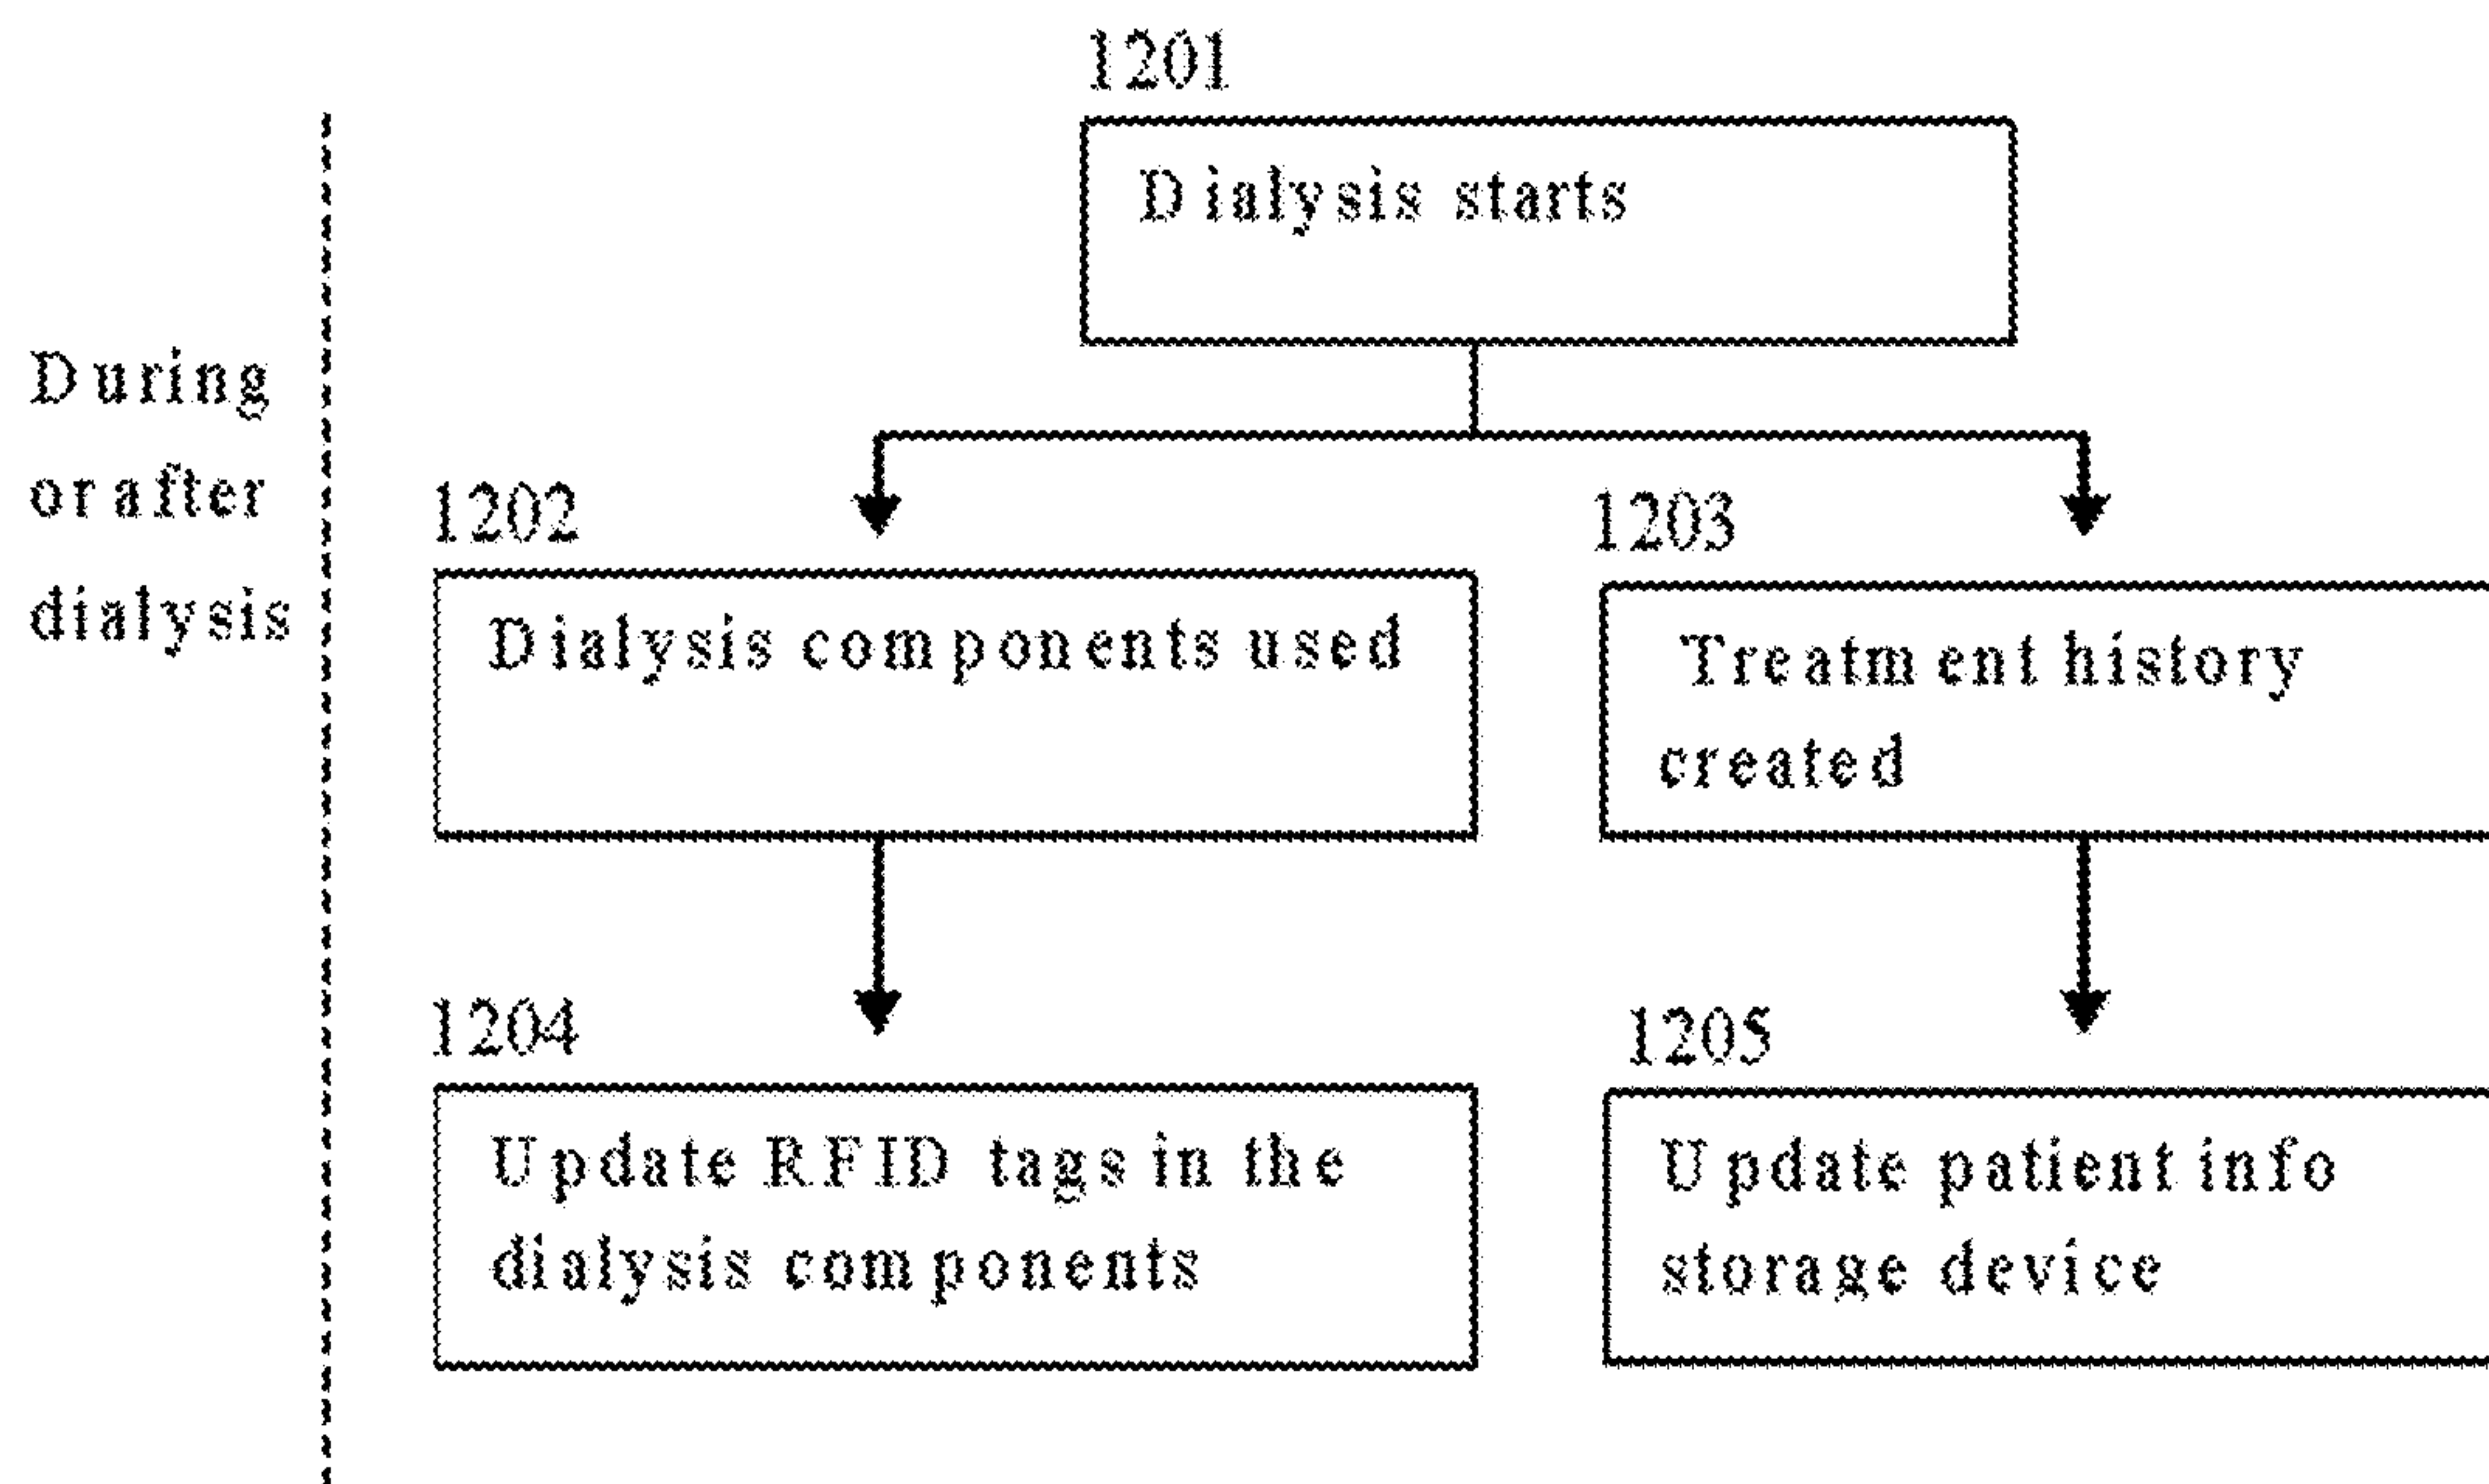 1201
Dialysis starts
During
or after
dialysis
1202
Dialysis components used
1203
Treatment history
created
1204
Update RFID tags in the
dialysis components
1205
Update patient info
storage device